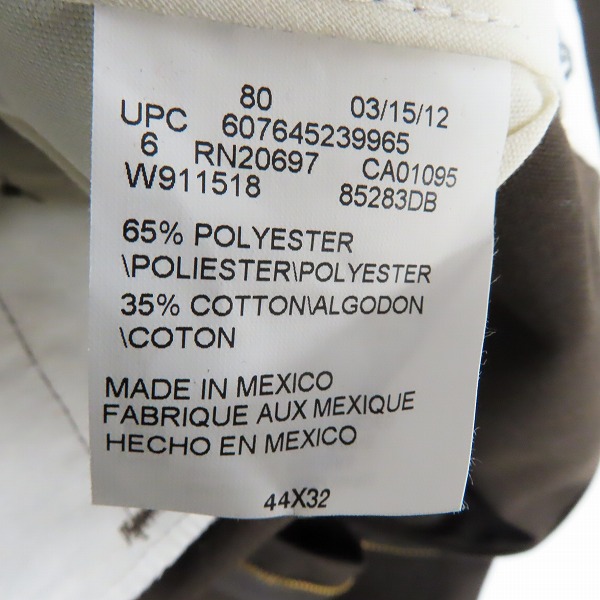 80 03/15/12
UPC 607645239965
6 RN20697 CA01095
W911518 85283DB
65% POLYESTER
\POLIESTER\POLYESTER
35% COTTON\ALGODON
\COTON
MADE IN MEXICO
FABRIQUE AUX MEXIQUE
HECHO EN MEXICO
44X32